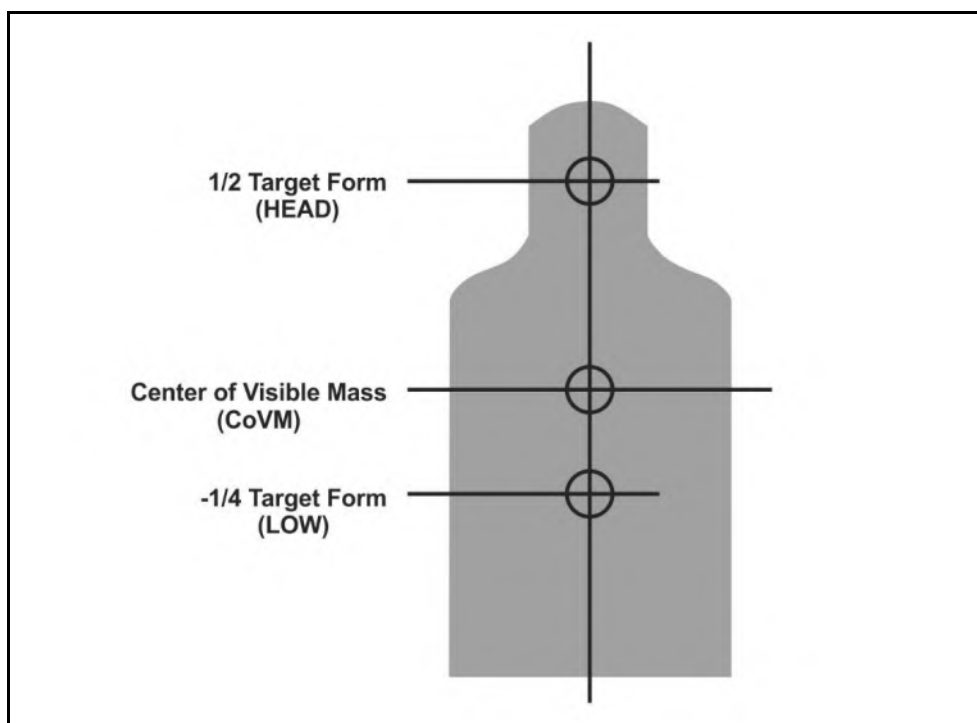 1/2 Target Form
(HEAD)
Center of Visible Mass
(CoVM)
-1/4 Target Form
(LOW)